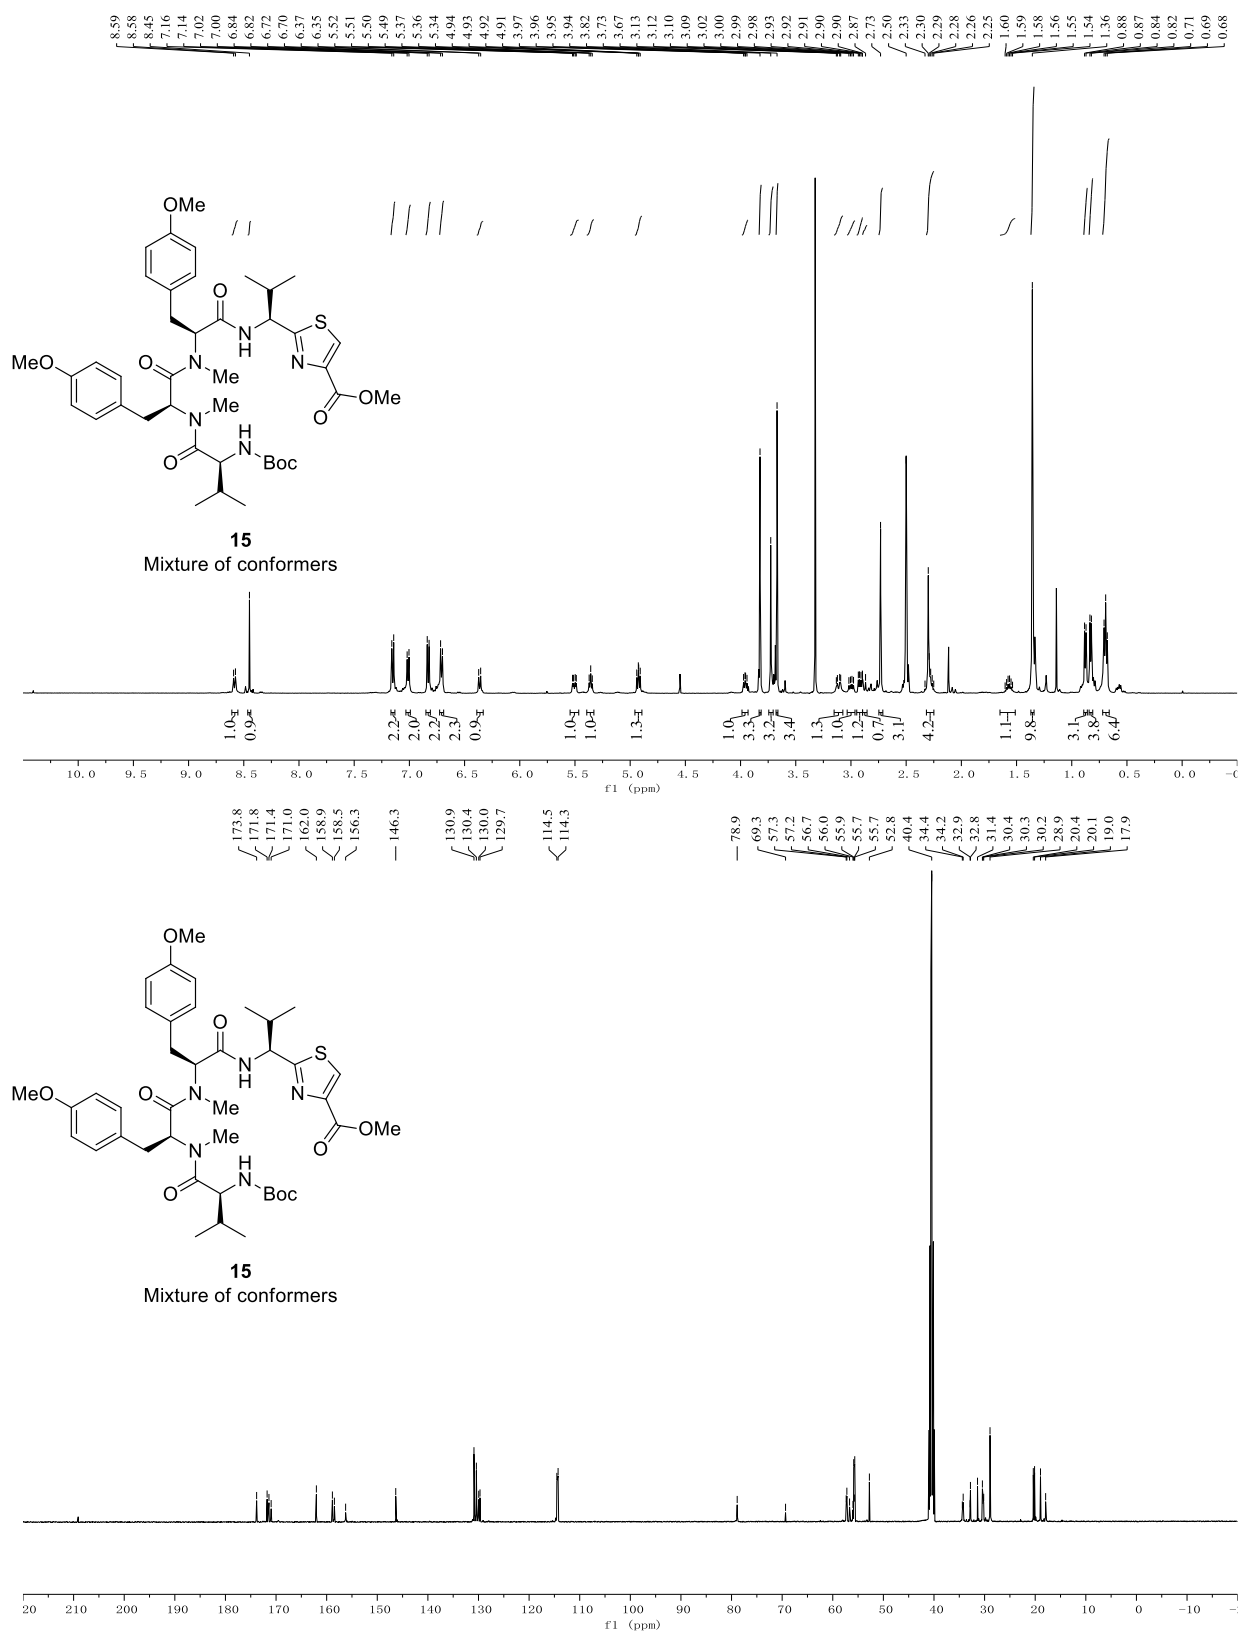 8.59 8.58 8.45 7.16 7.14 7.02 7.00 6.84 6.82 6.72 6.70 6.37 6.35 5.52 5.51 5.50 5.49 5.37 5.36 5.34 4.94 4.93 4.92 4.91 3.97 3.96 3.95 3.94 3.82 3.73 3.67 3.13 3.12 3.10 3.09 3.02 3.00 2.99 2.98 2.93 2.92 2.91 2.90 2.90 2.87 2.73 2.50 2.33 2.30 2.29 2.28 2.26 2.25 1.60 1.59 1.58 1.56 1.55 1.54 1.36 0.88 0.87 0.84 0.82 0.71 0.69 0.68
OMe
O
N
H
S
N
O
OMe
MeO
O
N
Me
Me
N
O
H
N
Boc
15
Mixture of conformers
1.0 0.9 2.2 2.0 2.2 2.3 0.9 1.0 1.0 1.3 1.0 3.3 3.2 3.4 1.3 1.0 1.2 0.7 3.1 4.2 1.1 9.8 3.1 3.8 6.4
10.0 9.5 9.0 8.5 8.0 7.5 7.0 6.5 6.0 5.5 5.0 4.5 4.0 3.5 3.0 2.5 2.0 1.5 1.0 0.5 0.0
f1 (ppm)
173.8 171.8 171.4 171.0 162.0 158.9 158.5 156.3 146.3 130.9 130.4 130.0 129.7 114.5 114.3 78.9 69.3 57.3 57.2 56.7 56.0 55.9 55.7 55.7 52.8 40.4 34.4 34.2 32.9 32.8 31.4 30.4 30.3 30.2 28.9 20.4 20.1 19.0 17.9
OMe
O
N
H
S
N
O
OMe
MeO
O
N
Me
Me
N
O
H
N
Boc
15
Mixture of conformers
20 210 200 190 180 170 160 150 140 130 120 110 100 90 80 70 60 50 40 30 20 10 0 -10
f1 (ppm)